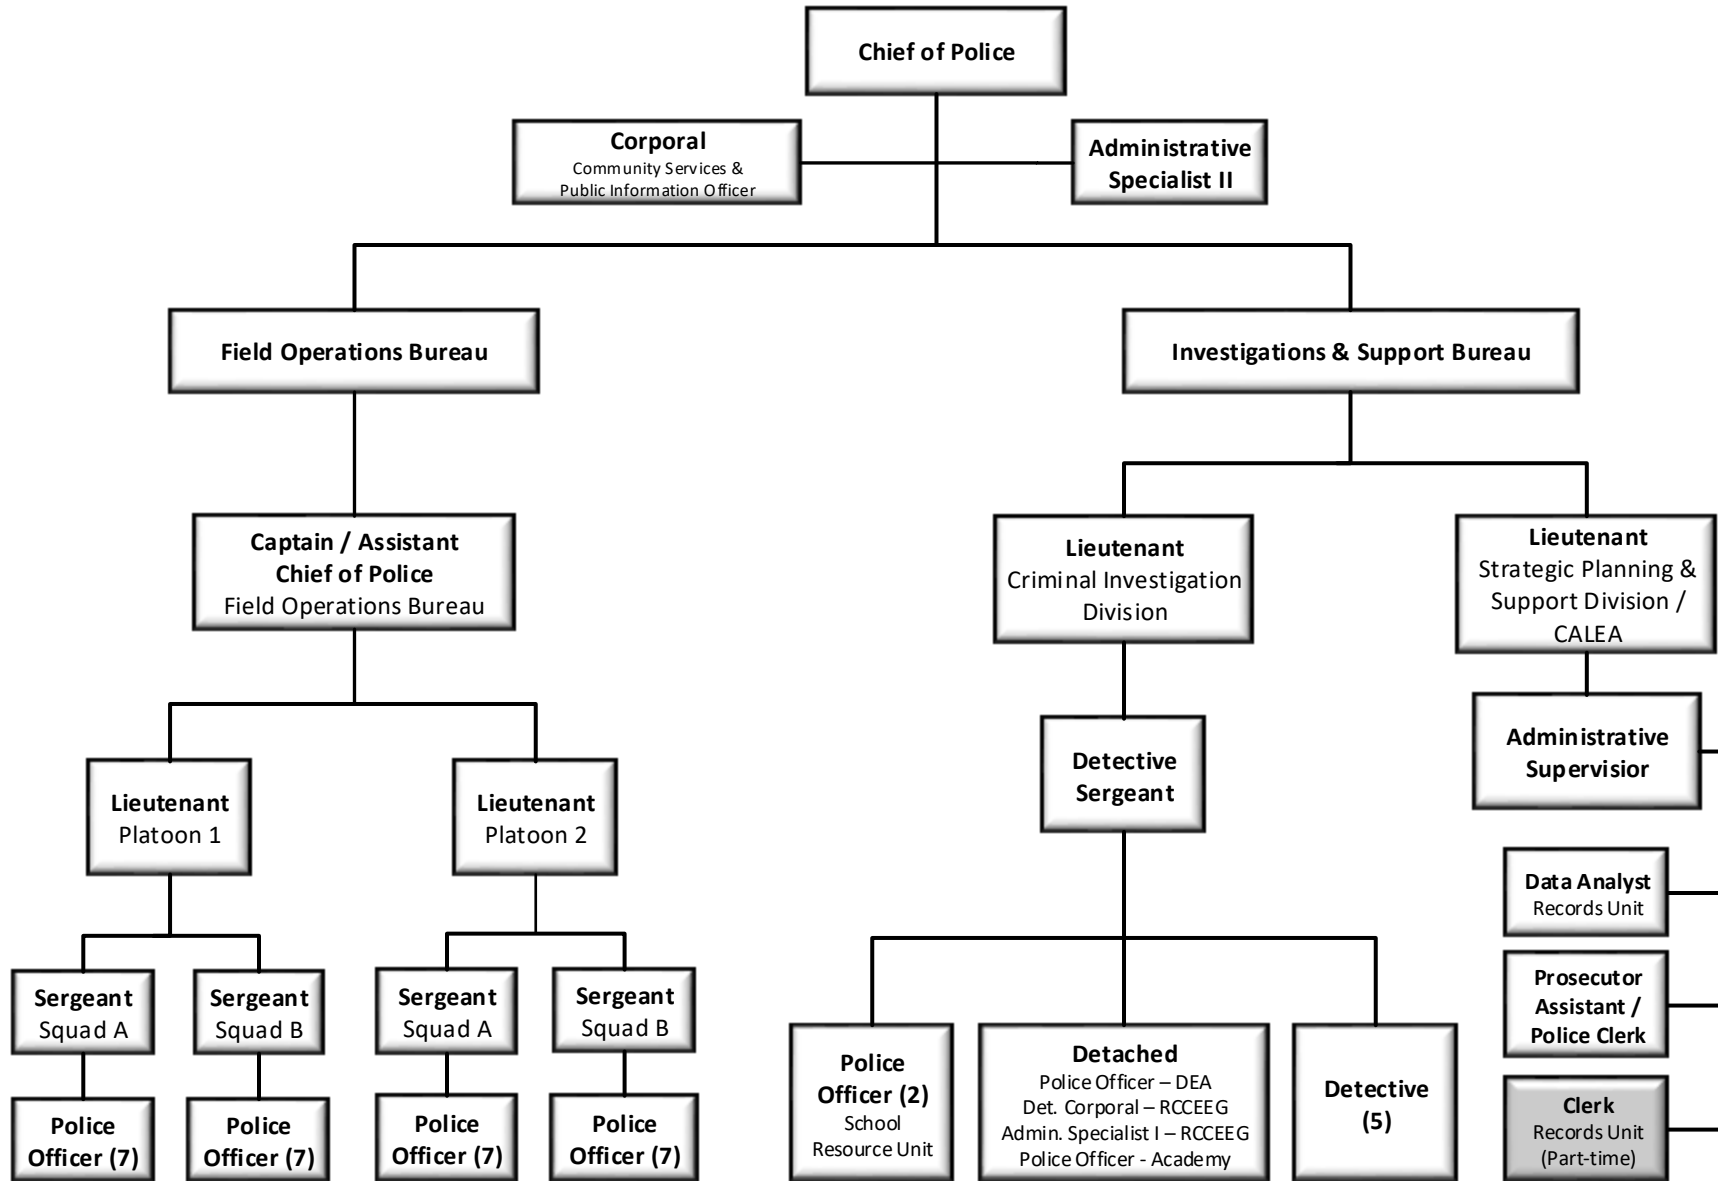 Chief of Police
Corporal
Community Services &
Public Information Officer
Administrative
Specialist II
Field Operations Bureau
Investigations & Support Bureau
Captain / Assistant
Chief of Police
Field Operations Bureau
Lieutenant
Criminal Investigation
Division
Lieutenant
Strategic Planning &
Support Division /
CALEA
Lieutenant
Platoon 1
Lieutenant
Platoon 2
Detective
Sergeant
Administrative
Supervisior
Data Analyst
Records Unit
Prosecutor
Assistant /
Police Clerk
Clerk
Records Unit
(Part-time)
Sergeant
Squad A
Sergeant
Squad B
Sergeant
Squad A
Sergeant
Squad B
Police
Officer (7)
Police
Officer (7)
Police
Officer (7)
Police
Officer (7)
Police
Officer (2)
School
Resource Unit
Detached
Police Officer – DEA
Det. Corporal – RCCEEG
Admin. Specialist I – RCCEEG
Police Officer - Academy
Detective
(5)